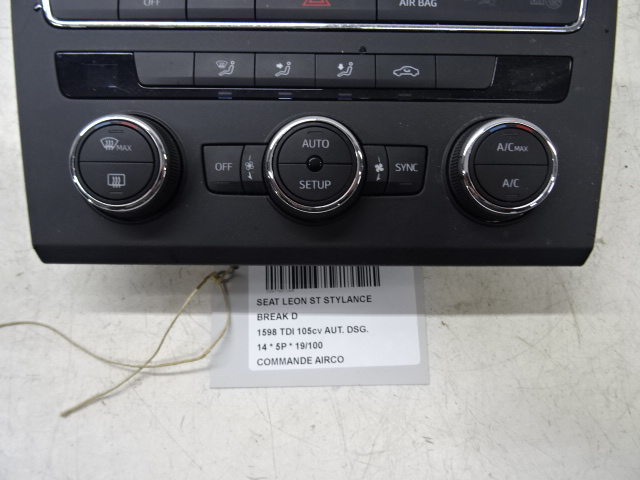 OFF
AIR BAG
MAX
AUTO
OFF
SETUP
SYNC
A/C MAX
A/C
SEAT LEON ST STYLANCE
BREAK D
1598 TDI 105cv AUT. DSG.
14 * 5P * 19/100
COMMANDE AIRCO